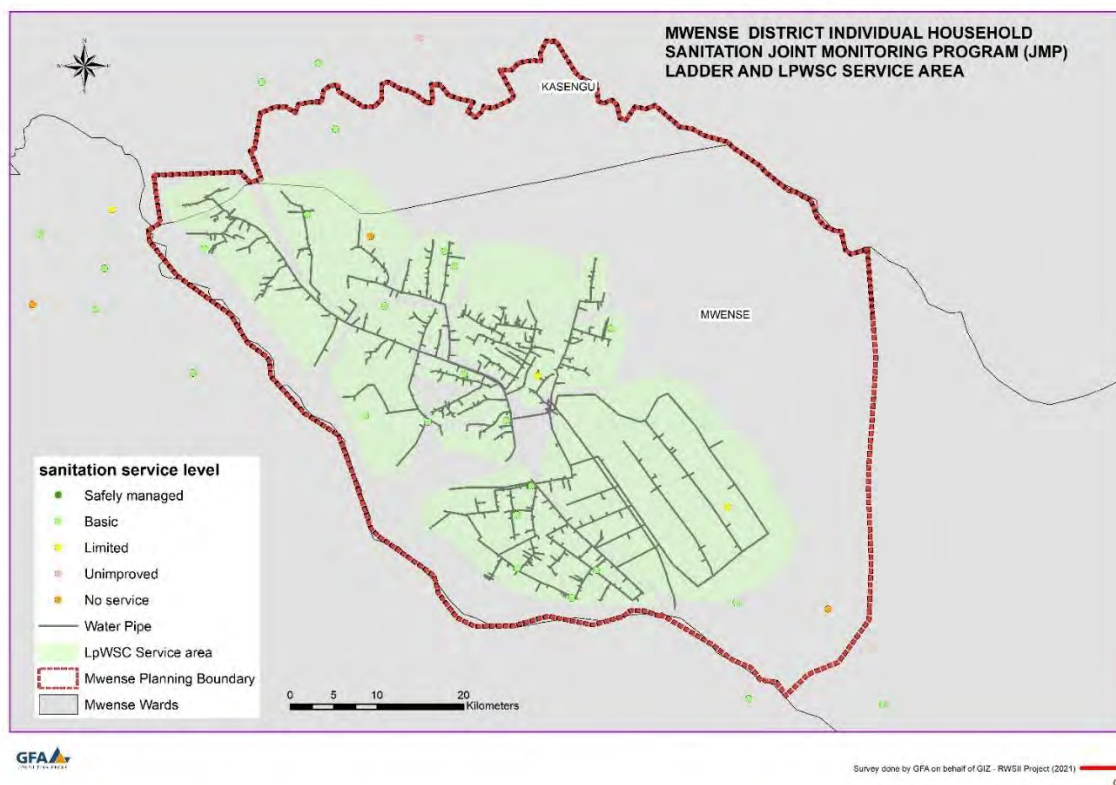 MWENSE DISTRICT INDIVIDUAL HOUSEHOLD
SANITATION JOINT MONITORING PROGRAM (JMP)
LADDER AND LPWSC SERVICE AREA
KASENGU
MWENSE
sanitation service level
Safely managed
Basic
Limited
Unimproved
No service
Water Pipe
LpWSC Service area
Mwense Planning Boundary
Mwense Wards
0 5 10 20
Kilometers
GFA
Survey done by GFA on behalf of GIZ - RWSII Project (2021)